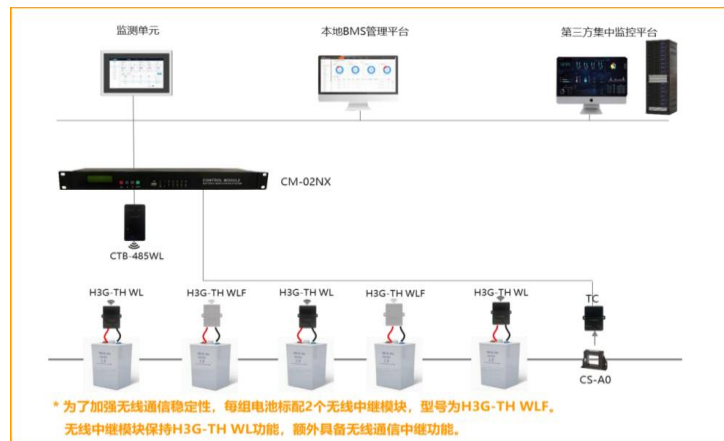 监测单元
本地BMS管理平台
第三方集中监控平台
CM-02NX
CONTROL MODULE
CTB-485WL
H3G-TH WL
H3G-TH WLF
H3G-TH WL
H3G-TH WLF
H3G-TH WL
TC
CS-A0
* 为了加强无线通信稳定性，每组电池标配2个无线中继模块，型号为H3G-TH WLF。
无线中继模块保持H3G-TH WL功能，额外具备无线通信中继功能。